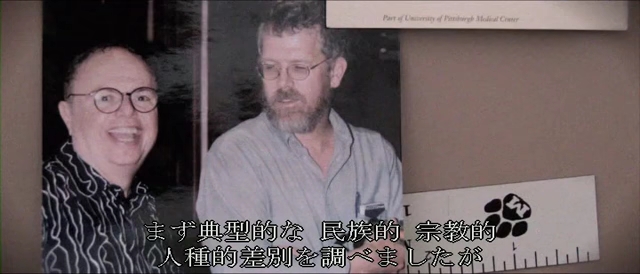 Part of University of Pittsburgh Medical Center
まず典型的な 民族的 宗教的
人種的差別を調べましたが